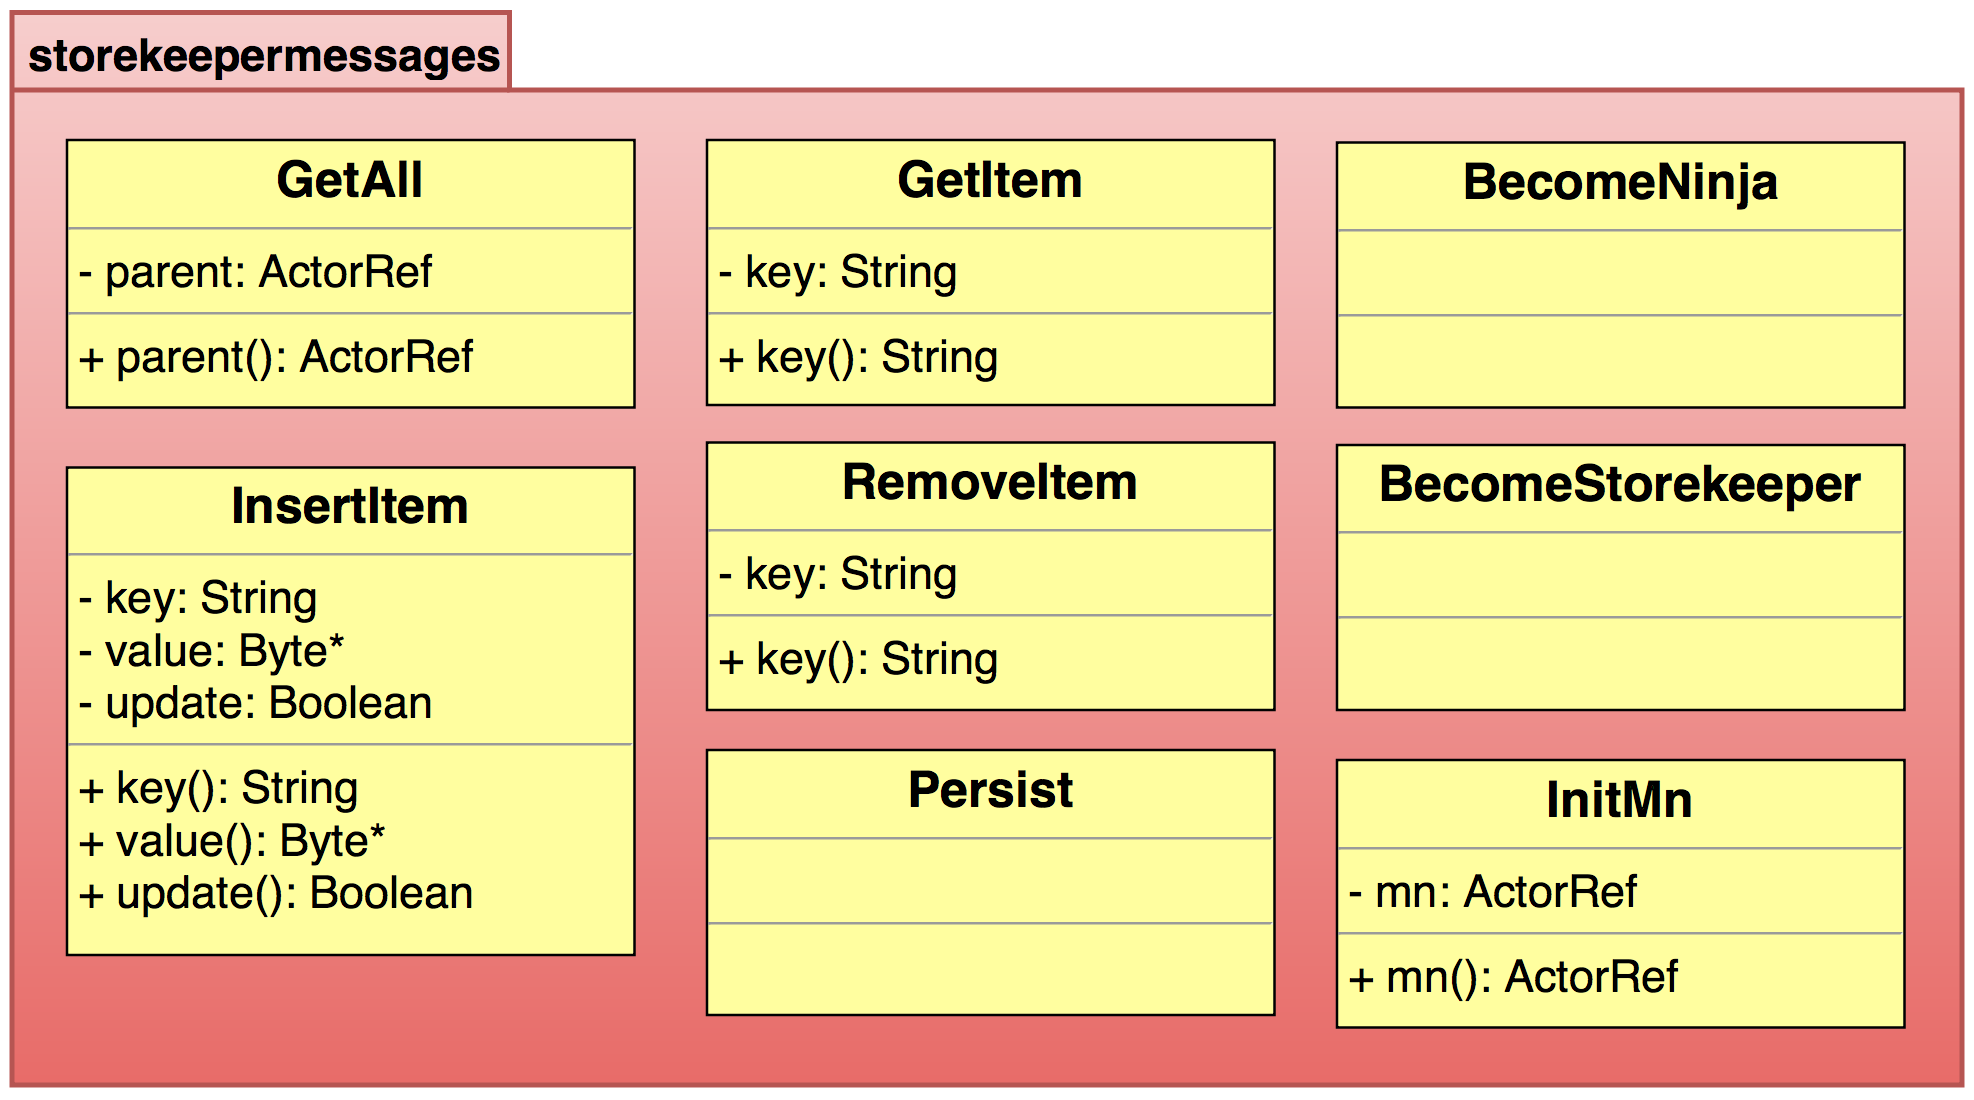 storekeepermessages
GetAll
- parent: ActorRef
+ parent(): ActorRef
GetItem
- key: String
+ key(): String
BecomeNinja
InsertItem
- key: String
- value: Byte*
- update: Boolean
+ key(): String
+ value(): Byte*
+ update(): Boolean
RemoveItem
- key: String
+ key(): String
BecomeStorekeeper
Persist
InitMn
- mn: ActorRef
+ mn(): ActorRef